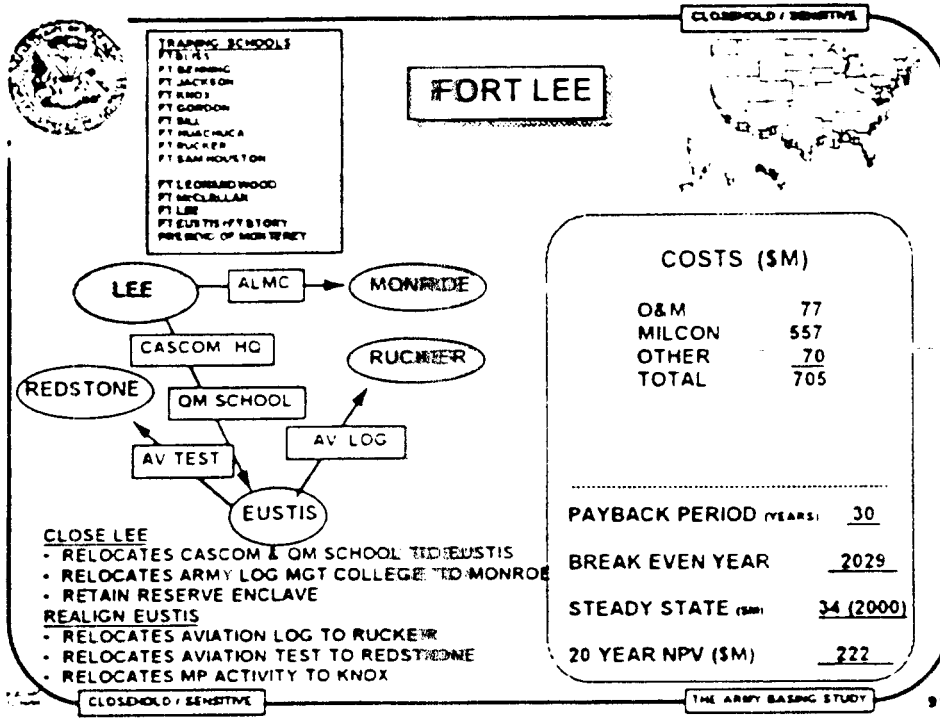 CLOSEHOLD / SENSITIVE
TRAINING SCHOOLS
FT BLISS
FT BENNING
FT JACKSON
FT KNOX
FT GORDON
FT SILL
FT HUACHUCA
FT RUCKER
FT SAM HOUSTON
FT LEONARD WOOD
FT McCLELLAN
FT LEE
FT EUSTIS / FT STORY
PRESIDIO OF MONTEREY
FORT LEE
LEE
ALMC
MONROE
CASCOM HQ
RUCKER
REDSTONE
QM SCHOOL
AV LOG
AV TEST
EUSTIS
COSTS ($M)
O&M 77
MILCON 557
OTHER 70
TOTAL 705
PAYBACK PERIOD (YEARS) 30
BREAK EVEN YEAR 2029
STEADY STATE ($M) 34 (2000)
20 YEAR NPV ($M) 222
CLOSE LEE
- RELOCATES CASCOM & QM SCHOOL TO EUSTIS
- RELOCATES ARMY LOG MGT COLLEGE TO MONROE
- RETAIN RESERVE ENCLAVE
REALIGN EUSTIS
- RELOCATES AVIATION LOG TO RUCKER
- RELOCATES AVIATION TEST TO REDSTONE
- RELOCATES MP ACTIVITY TO KNOX
CLOSEHOLD / SENSITIVE
THE ARMY BASING STUDY
9